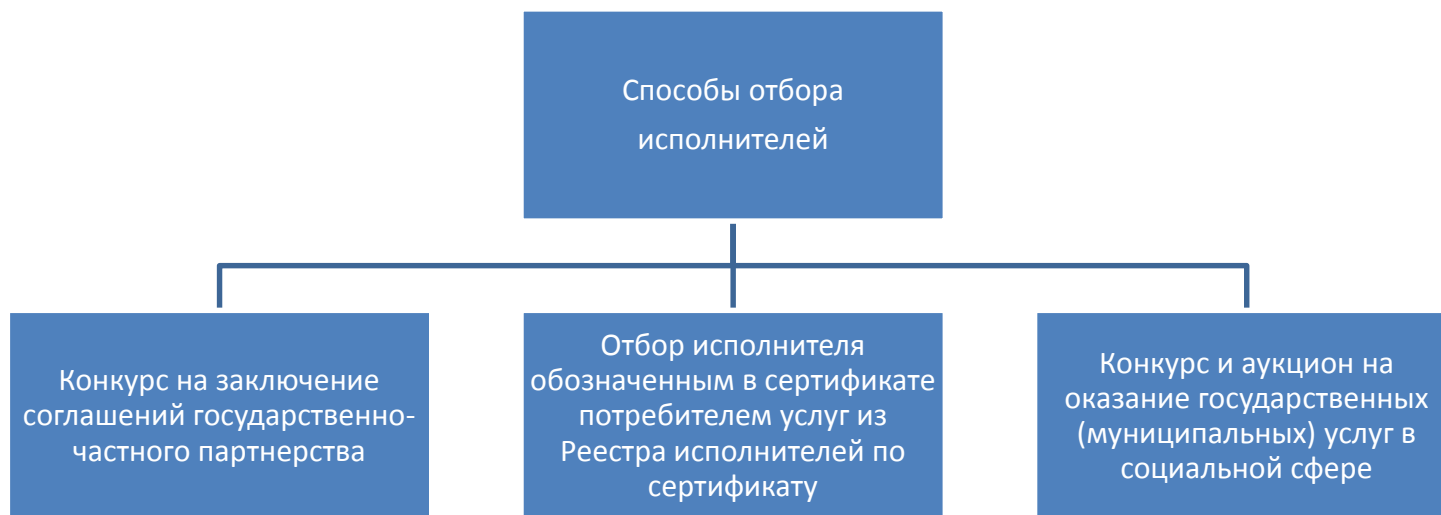 Способы отбора
исполнителей
Конкурс на заключение
соглашений государственно-
частного партнерства
Отбор исполнителя
обозначенным в сертификате
потребителем услуг из
Реестра исполнителей по
сертификату
Конкурс и аукцион на
оказание государственных
(муниципальных) услуг в
социальной сфере